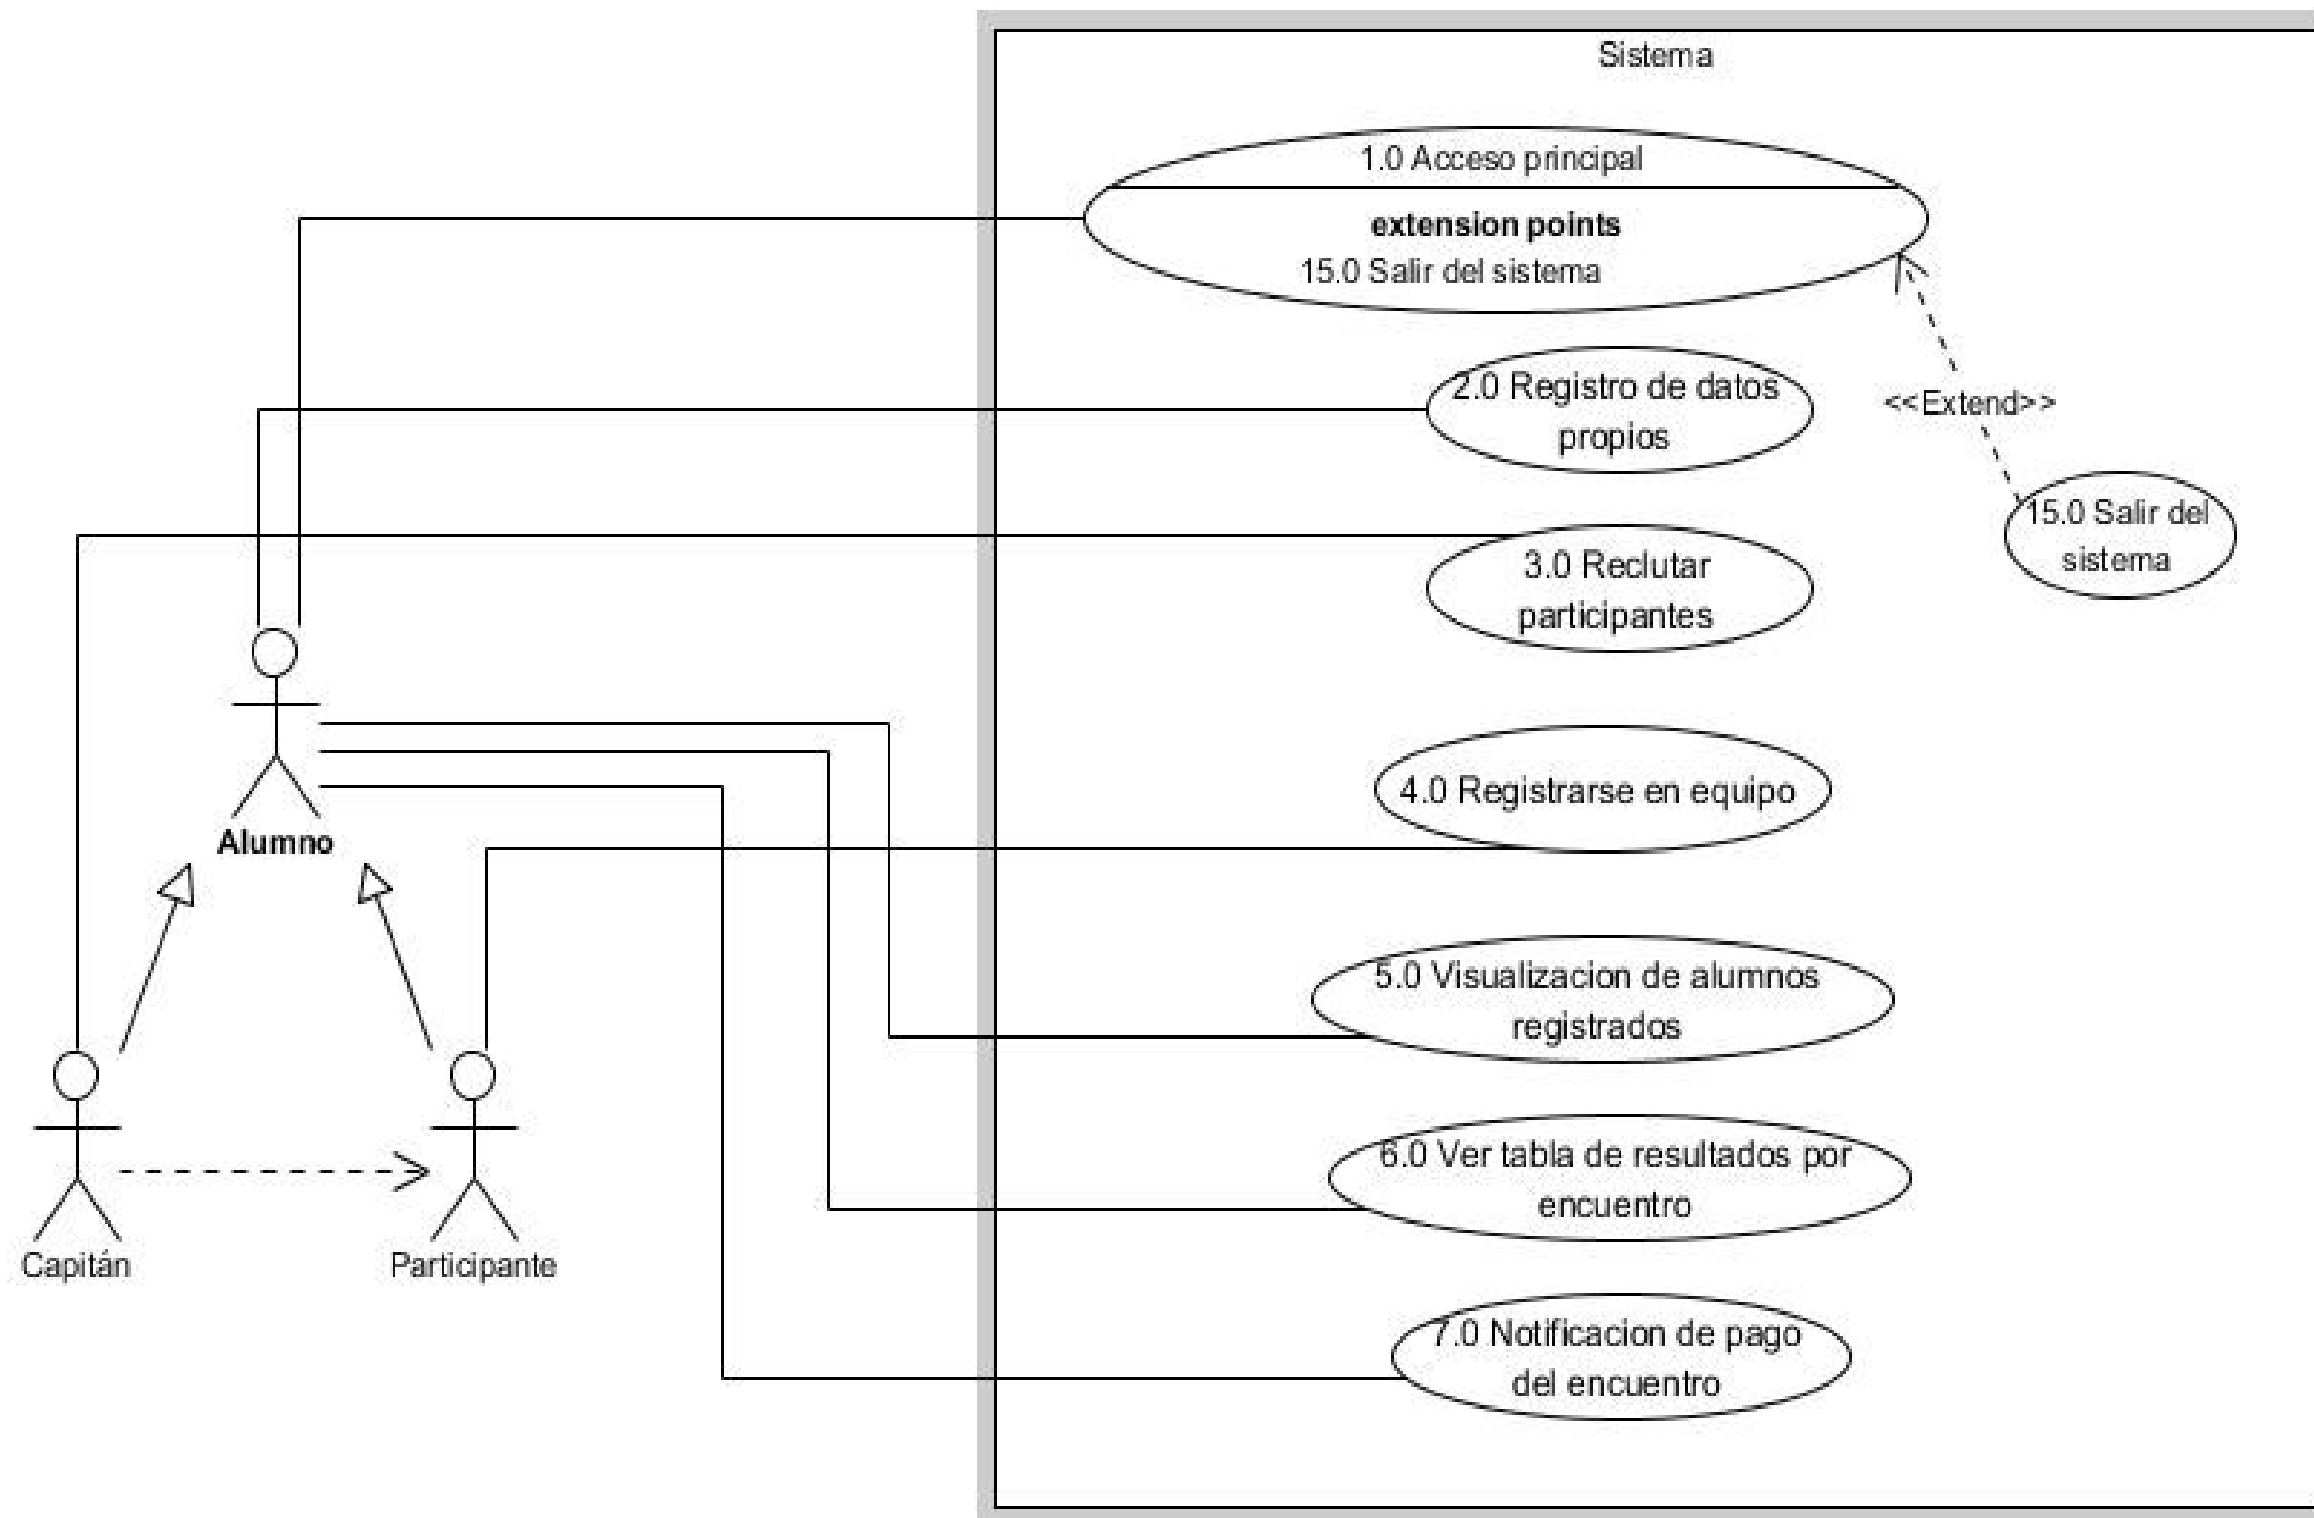 Sistema
1.0 Acceso principal
extension points
15.0 Salir del sistema
2.0 Registro de datos
propios
<<Extend>>
15.0 Salir del
sistema
3.0 Reclutar
participantes
4.0 Registrarse en equipo
Alumno
5.0 Visualizacion de alumnos
registrados
6.0 Ver tabla de resultados por
encuentro
Capitán
Participante
7.0 Notificacion de pago
del encuentro